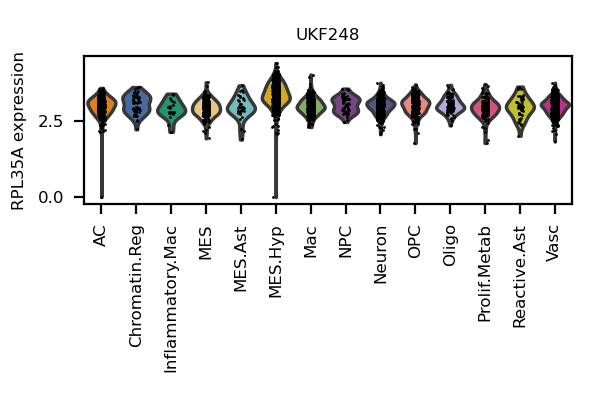 UKF248
RPL35A expression
2.5
0.0
AC
Chromatin.Reg
Inflammatory.Mac
MES
MES.Ast
MES.Hyp
Mac
NPC
Neuron
OPC
Oligo
Prolif.Metab
Reactive.Ast
Vasc